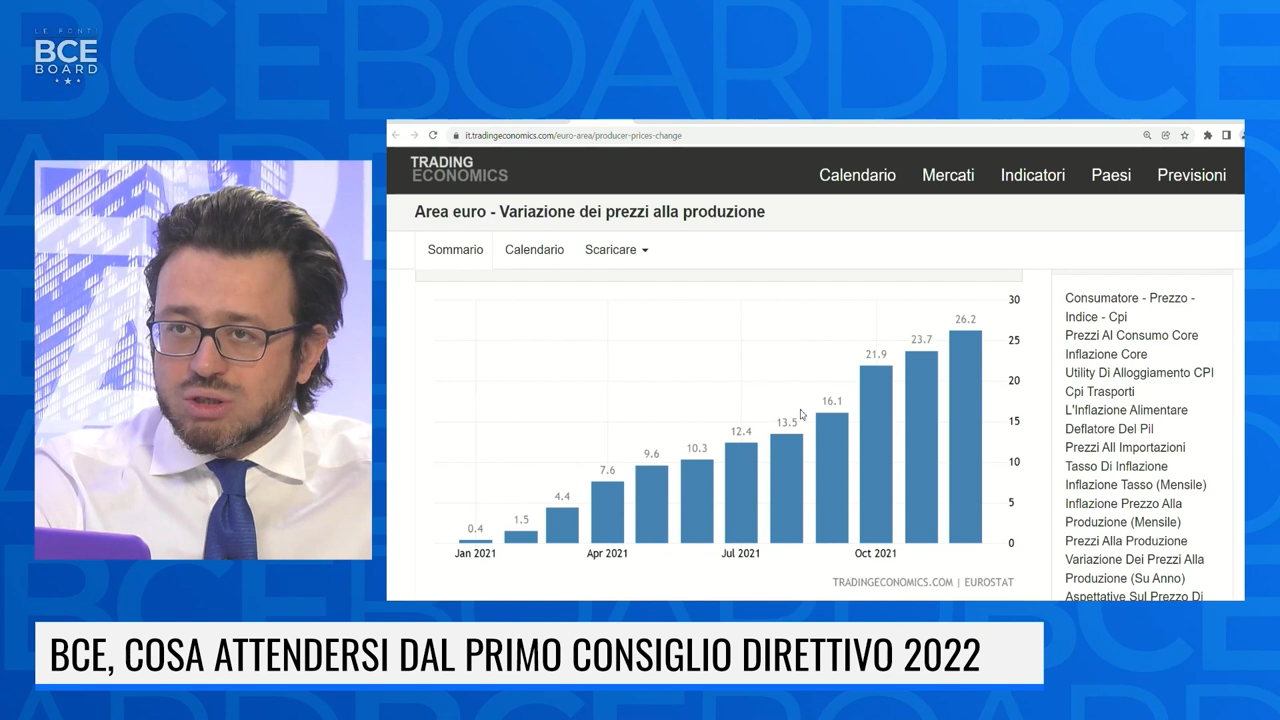 LE FONTI
BCE
BOARD
it.tradingeconomics.com/euro-area/producer-prices-change
TRADING
ECONOMICS
Calendario Mercati Indicatori Paesi Previsioni
Area euro - Variazione dei prezzi alla produzione
Sommario Calendario Scaricare
30
25
20
15
10
5
0
0.4 1.5 4.4 7.6 9.6 10.3 12.4 13.5 16.1 21.9 23.7 26.2
Jan 2021 Apr 2021 Jul 2021 Oct 2021
TRADINGECONOMICS.COM | EUROSTAT
Consumatore - Prezzo -
Indice - Cpi
Prezzi Al Consumo Core
Inflazione Core
Utility Di Alloggiamento CPI
Cpi Trasporti
L'Inflazione Alimentare
Deflatore Del Pil
Prezzi All Importazioni
Tasso Di Inflazione
Inflazione Tasso (Mensile)
Inflazione Prezzo Alla
Produzione (Mensile)
Prezzi Alla Produzione
Variazione Dei Prezzi Alla
Produzione (Su Anno)
Aspettative Sul Prezzo Di
BCE, COSA ATTENDERSI DAL PRIMO CONSIGLIO DIRETTIVO 2022